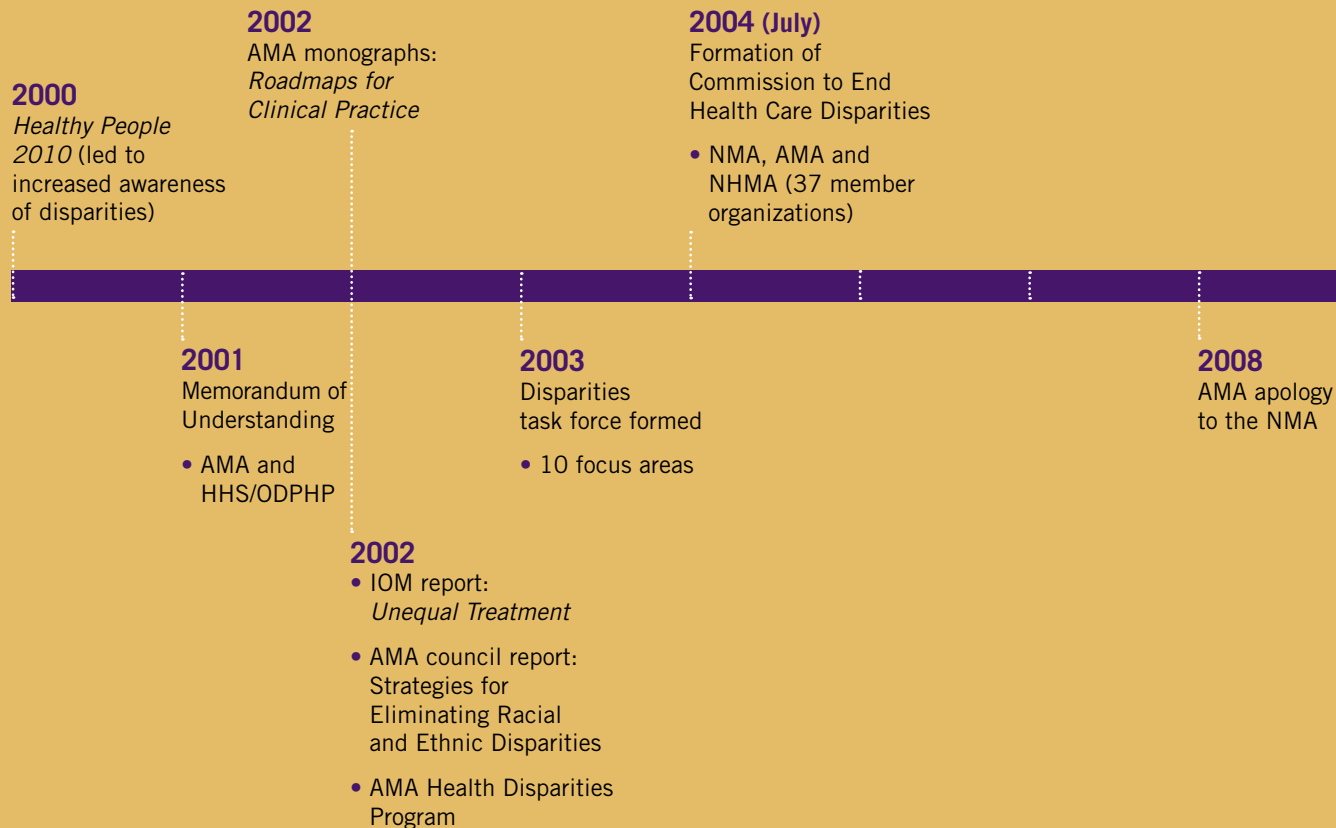 2000
Healthy People
2010 (led to
increased awareness
of disparities)
2002
AMA monographs:
Roadmaps for
Clinical Practice
2004 (July)
Formation of
Commission to End
Health Care Disparities
• NMA, AMA and
NHMA (37 member
organizations)
2001
Memorandum of
Understanding
• AMA and
HHS/ODPHP
2002
• IOM report:
Unequal Treatment
• AMA council report:
Strategies for
Eliminating Racial
and Ethnic Disparities
• AMA Health Disparities
Program
2003
Disparities
task force formed
• 10 focus areas
2008
AMA apology
to the NMA